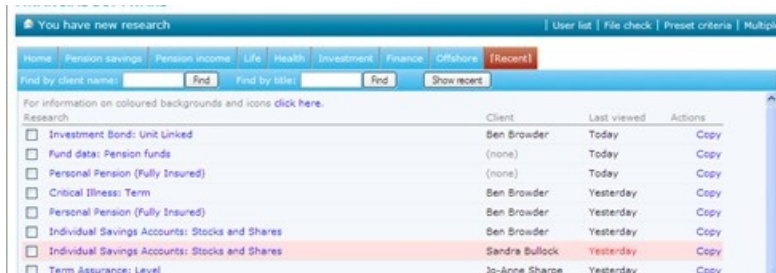 You have new research | User list | File check | Preset criteria | Multiple
Home Pension savings Pension income Life Health Investment Finance Offshore [Recent]
Find by client name: Find Find by title: Find Show recent
For information on coloured backgrounds and icons click here.
Research Client Last viewed Actions
Investment Bond: Unit Linked Ben Browder Today Copy
Fund data: Pension funds (none) Today Copy
Personal Pension (Fully Insured) (none) Today Copy
Critical Illness: Term Ben Browder Yesterday Copy
Personal Pension (Fully Insured) Ben Browder Yesterday Copy
Individual Savings Accounts: Stocks and Shares Ben Browder Yesterday Copy
Individual Savings Accounts: Stocks and Shares Sandra Bullock Yesterday Copy
Term Assurance: Level Jo-Anne Sharpe Yesterday Copy